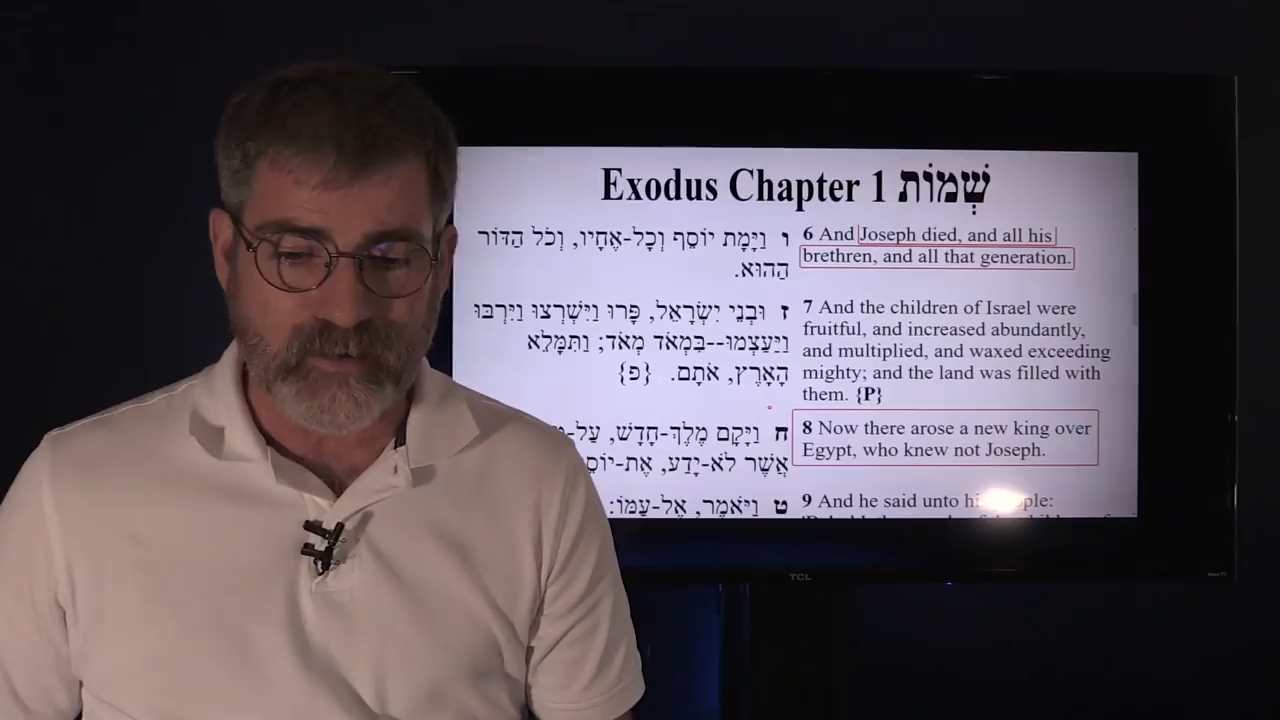 Exodus Chapter 1 שְׁמוֹת
ו וַיָּמָת יוֹסֵף וְכָל-אֶחָיו, וְכֹל הַדּוֹר
הַהוּא.
6 And Joseph died, and all his
brethren, and all that generation.
ז וּבְנֵי יִשְׂרָאֵל, פָּרוּ וַיִּשְׁרְצוּ וַיִּרְבּוּ
וַיַּעַצְמוּ--בִּמְאֹד מְאֹד; וַתִּמָּלֵא
הָאָרֶץ, אֹתָם. {פ}
7 And the children of Israel were
fruitful, and increased abundantly,
and multiplied, and waxed exceeding
mighty; and the land was filled with
them. {P}
ח וַיָּקָם מֶלֶךְ-חָדָשׁ, עַל-
אֲשֶׁר לֹא-יָדַע, אֶת-יוֹסֵ
8 Now there arose a new king over
Egypt, who knew not Joseph.
ט וַיֹּאמֶר, אֶל-עַמּוֹ:
9 And he said unto his people:
TCL